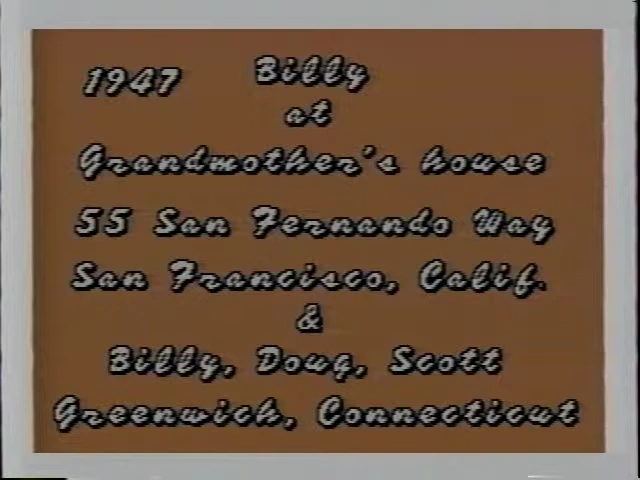 1947 Billy
at
Grandmother's house
55 San Fernando Way
San Francisco, Calif.
&
Billy, Doug, Scott
Greenwich, Connecticut